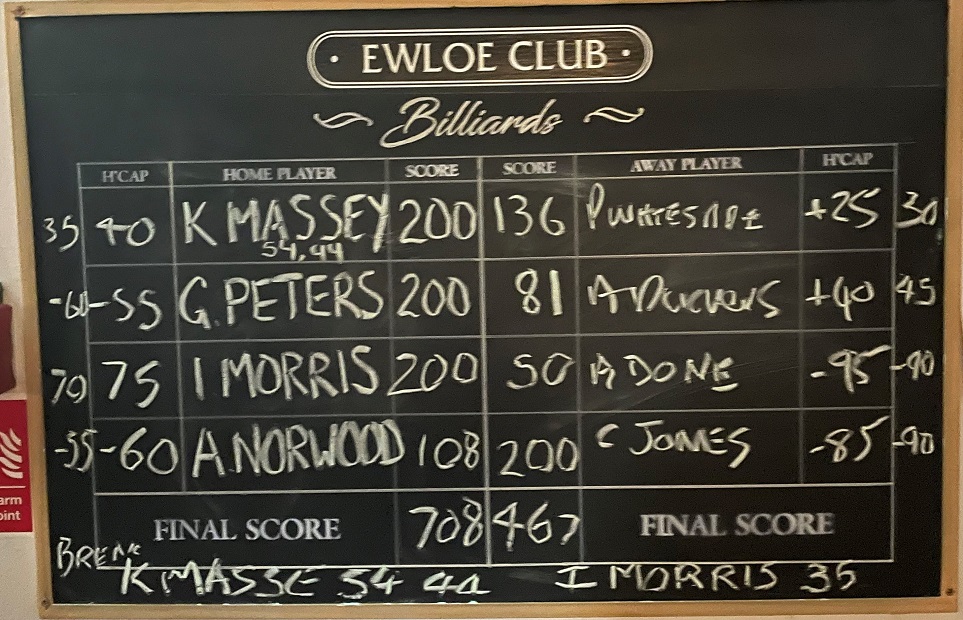 · EWLOE CLUB ·
Billiards
H'CAP HOME PLAYER SCORE SCORE AWAY PLAYER H'CAP
35 40 K MASSEY 200 136 P WHITESIDE +25 30
54,44
-60 -55 G. PETERS 200 81 A +40 45
70 75 I MORRIS 200 50 A DONE -95 -90
-55 -60 A. NORWOOD 108 200 C JONES -85 -90
FINAL SCORE 708 467 FINAL SCORE
BREAK
K MASSE 54 44 I MORRIS 35
arm
oint